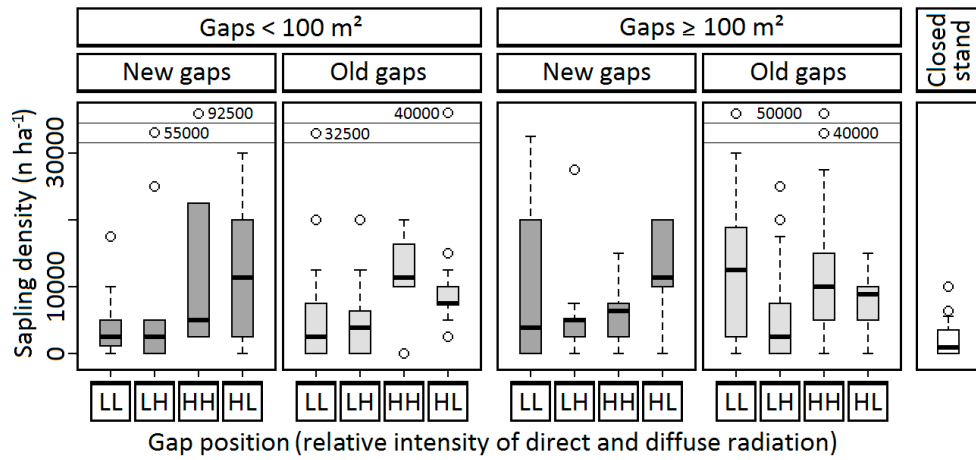 Gaps < 100 m² Gaps ≥ 100 m² Closed stand
New gaps Old gaps New gaps Old gaps
92500 40000 50000
55000 32500 40000
Sapling density (n ha⁻¹)
30000
10000
0
LL LH HH HL LL LH HH HL LL LH HH HL LL LH HH HL
Gap position (relative intensity of direct and diffuse radiation)